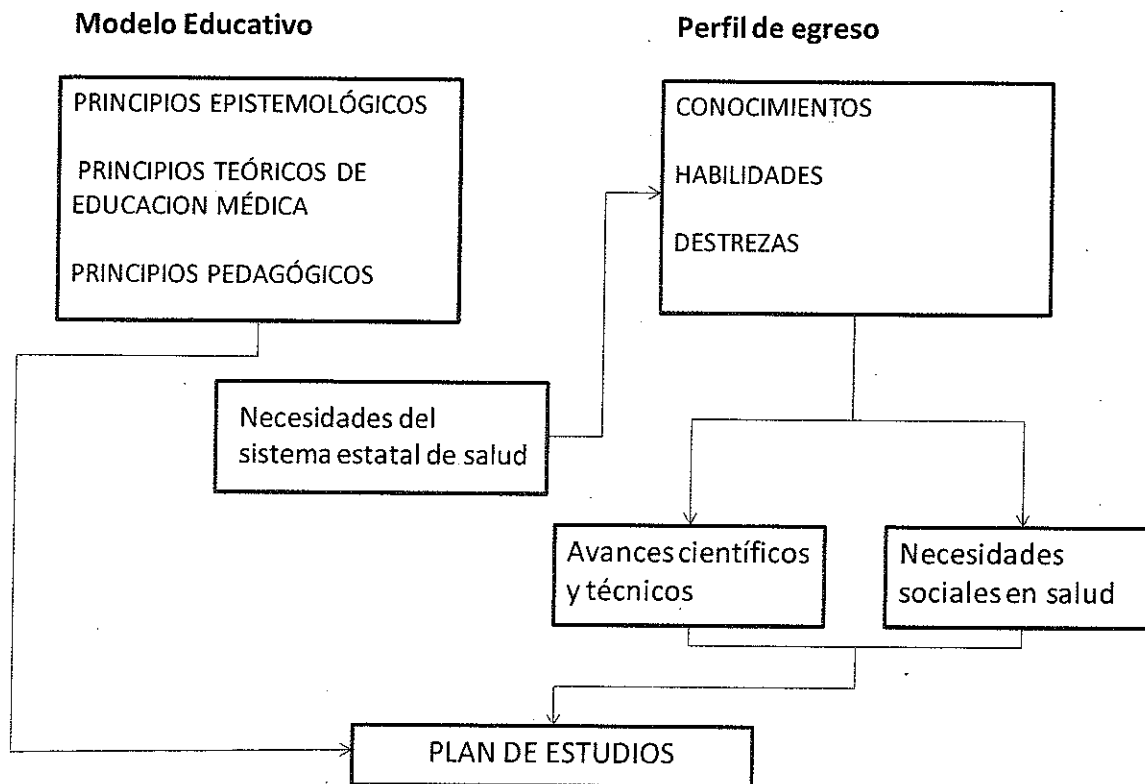 Modelo Educativo
Perfil de egreso
PRINCIPIOS EPISTEMOLÓGICOS
PRINCIPIOS TEÓRICOS DE
EDUCACION MÉDICA
PRINCIPIOS PEDAGÓGICOS
CONOCIMIENTOS
HABILIDADES
DESTREZAS
Necesidades del
sistema estatal de salud
Avances científicos
y técnicos
Necesidades
sociales en salud
PLAN DE ESTUDIOS